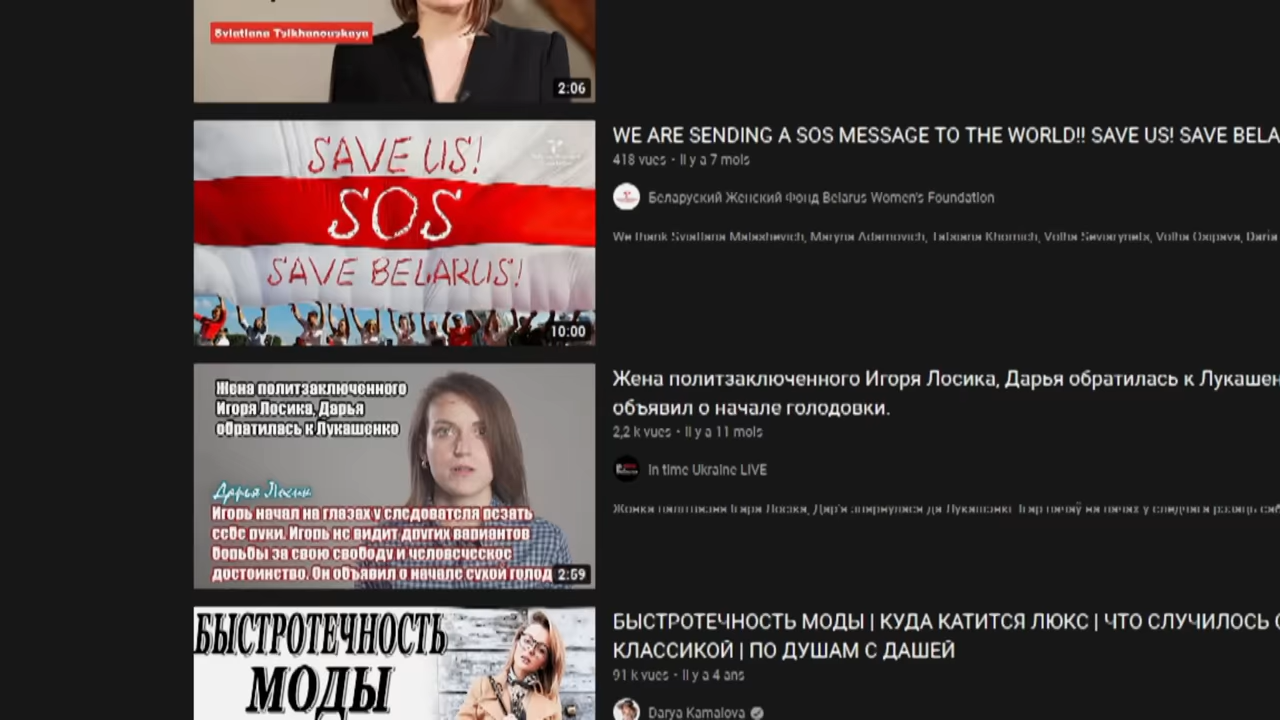 Sviatlana Tsikhanouskaya
2:06
SAVE US!
SOS
SAVE BELARUS!
10:00
WE ARE SENDING A SOS MESSAGE TO THE WORLD!! SAVE US! SAVE BELA
418 vues • Il y a 7 mois
Беларуский Женский Фонд Belarus Women's Foundation
Жена политзаключенного
Игоря Лосика, Дарья
обратилась к Лукашенко
Дарья Лосик
Игорь начал на глазах у следователя резать
себе руки. Игорь не видит других вариантов
борьбы за свою свободу и человеческое
достоинство. Он объявил о начале сухой голод
2:59
Жена политзаключенного Игоря Лосика, Дарья обратилась к Лукашен
объявил о начале голодовки.
2,2 k vues • Il y a 11 mois
In time Ukraine LIVE
БЫСТРОТЕЧНОСТЬ
МОДЫ
БЫСТРОТЕЧНОСТЬ МОДЫ | КУДА КАТИТСЯ ЛЮКС | ЧТО СЛУЧИЛОСЬ С
КЛАССИКОЙ | ПО ДУШАМ С ДАШЕЙ
91 k vues • Il y a 4 ans
Darya Kamalova